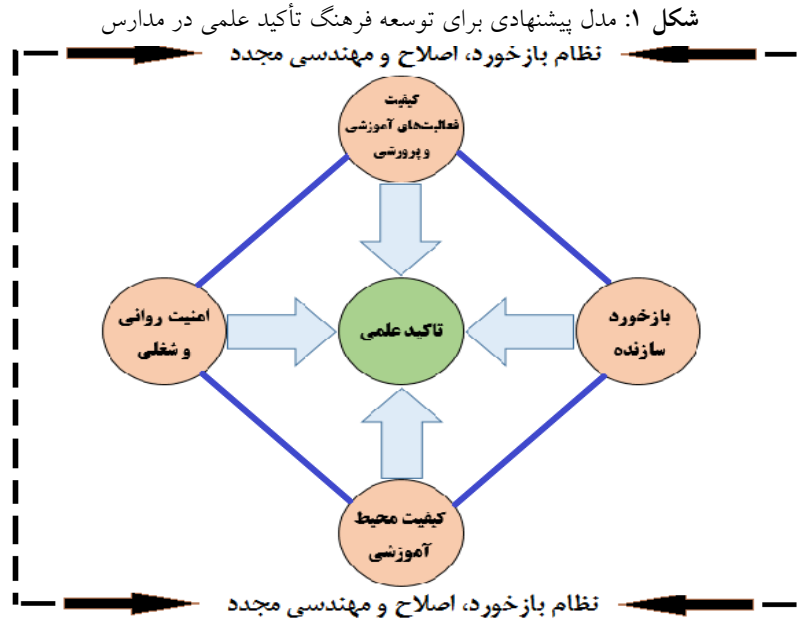 شکل ۱: مدل پیشنهادی برای توسعه فرهنگ تأکید علمی در مدارس
نظام بازخورد، اصلاح و مهندسی مجدد
کیفیت
فعالیت‌های آموزشی
و پرورشی
امنیت روانی
و شغلی
تاکید علمی
بازخورد
سازنده
کیفیت محیط
آموزشی
نظام بازخورد، اصلاح و مهندسی مجدد